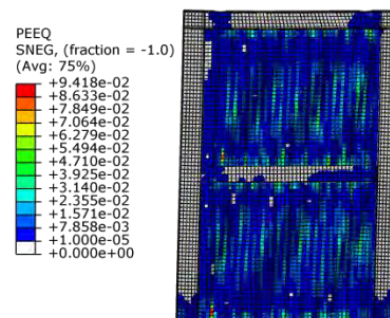 PEEQ
SNEG, (fraction = -1.0)
(Avg: 75%)
+9.418e-02
+8.633e-02
+7.849e-02
+7.064e-02
+6.279e-02
+5.494e-02
+4.710e-02
+3.925e-02
+3.140e-02
+2.355e-02
+1.571e-02
+7.858e-03
+1.000e-05
+0.000e+00